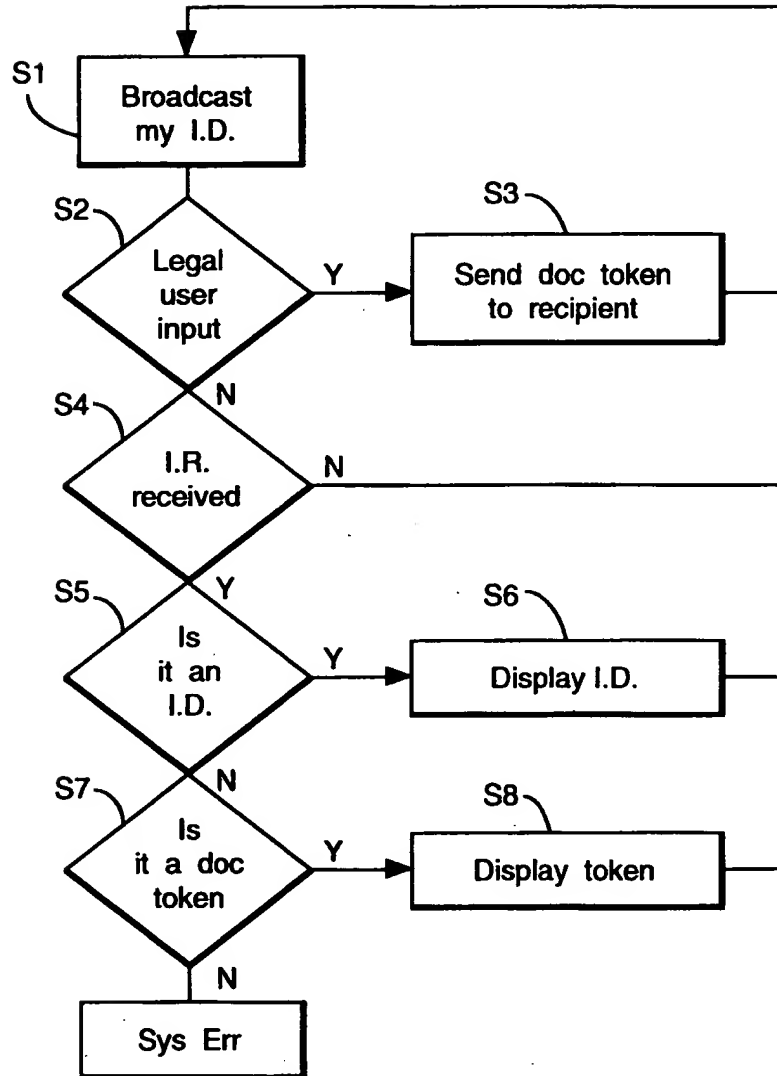 S1
Broadcast
my I.D.
S2
Legal
user
input
Y
S3
Send doc token
to recipient
N
S4
I.R.
received
N
Y
S5
Is
it an
I.D.
Y
S6
Display I.D.
N
S7
Is
it a doc
token
Y
S8
Display token
N
Sys Err